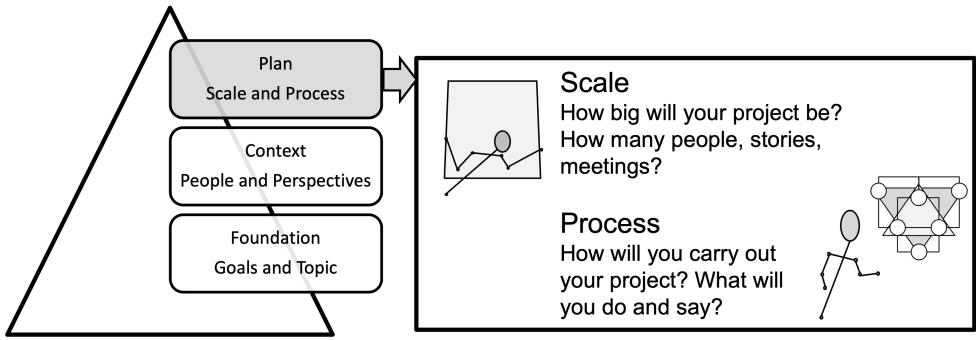 Plan
Scale and Process
Context
People and Perspectives
Foundation
Goals and Topic
Scale
How big will your project be?
How many people, stories,
meetings?
Process
How will you carry out
your project? What will
you do and say?